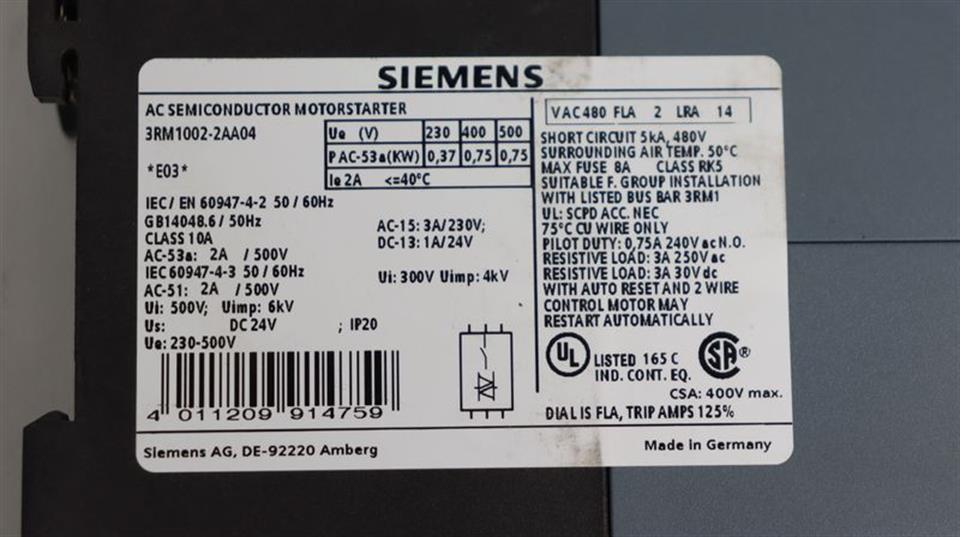 SIEMENS
AC SEMICONDUCTOR MOTORSTARTER
3RM1002-2AA04
*E03*
Ue (V) 230 400 500
P AC-53a(KW) 0,37 0,75 0,75
Ie 2A <=40°C
IEC/ EN 60947-4-2 50/60Hz
GB14048.6/ 50Hz
CLASS 10A
AC-53a: 2A /500V
IEC60947-4-3 50/60Hz
AC-51: 2A /500V
Ui: 500V; Uimp: 6kV
Us: DC 24V ; IP20
Ue: 230-500V
AC-15: 3A/230V;
DC-13: 1A/24V
Ui: 300V Uimp: 4kV
4 011209 914759
VAC480 FLA 2 LRA 14
SHORT CIRCUIT 5kA, 480V
SURROUNDING AIR TEMP. 50°C
MAX FUSE 8A CLASS RK5
SUITABLE F. GROUP INSTALLATION
WITH LISTED BUS BAR 3RM1
UL: SCPD ACC. NEC
75°C CU WIRE ONLY
PILOT DUTY: 0,75A 240V ac N.O.
RESISTIVE LOAD: 3A 250V ac
RESISTIVE LOAD: 3A 30V dc
WITH AUTO RESET AND 2 WIRE
CONTROL MOTOR MAY
RESTART AUTOMATICALLY
UL LISTED 165 C
IND. CONT. EQ.
SA ®
CSA: 400V max.
DIAL IS FLA, TRIP AMPS 125%
Siemens AG, DE-92220 Amberg
Made in Germany